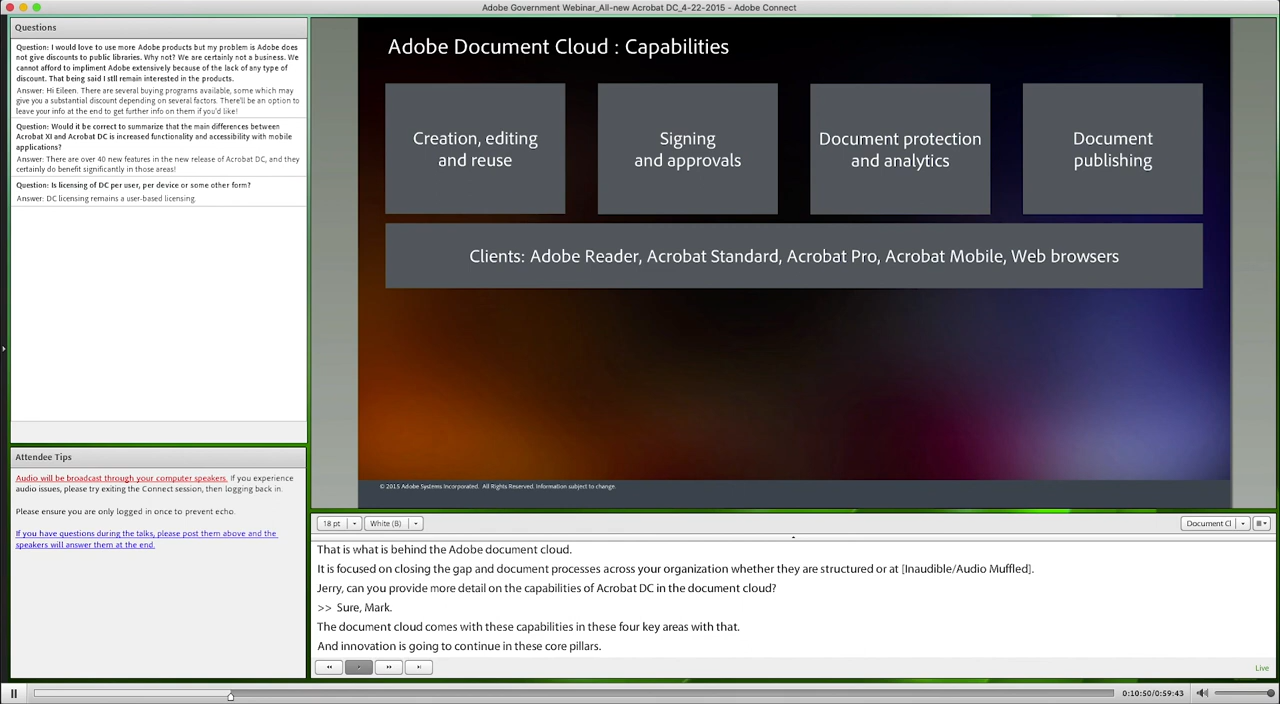 Adobe Government Webinar_All-new Acrobat DC_4-22-2015 - Adobe Connect
Questions
Question: I would love to use more Adobe products but my problem is Adobe does
not give discounts to public libraries. Why not? We are certainly not a business. We
cannot afford to impliment Adobe extensively because of the lack of any type of
discount. That being said I stll remain interested in the products.
Answer: Hi Eileen. There are several buying programs available, some which may
give you a substantial discount depending on several factors. There'll be an option to
leave your info at the end to get further info on them if you'd like!
Question: Would it be correct to summarize that the main differences between
Acrobat XI and Acrobat DC is increased functionality and accessibility with mobile
applications?
Answer: There are over 40 new features in the new release of Acrobat DC, and they
certainly do benefit significantly in those areas!
Question: Is licensing of DC per user, per device or some other form?
Answer: DC licensing remains a user-based licensing.
Attendee Tips
Audio will be broadcast through your computer speakers. If you experience
audio issues, please try exiting the Connect session, then logging back in.
Please ensure you are only logged in once to prevent echo.
If you have questions during the talks, please post them above and the
speakers will answer them at the end.
Adobe Document Cloud : Capabilities
Creation, editing
and reuse
Signing
and approvals
Document protection
and analytics
Document
publishing
Clients: Adobe Reader, Acrobat Standard, Acrobat Pro, Acrobat Mobile, Web browsers
© 2015 Adobe Systems Incorporated. All Rights Reserved. Information subject to change.
18 pt
White (B)
Document Cl
That is what is behind the Adobe document cloud.
It is focused on closing the gap and document processes across your organization whether they are structured or at [Inaudible/Audio Muffled].
Jerry, can you provide more detail on the capabilities of Acrobat DC in the document cloud?
>> Sure, Mark.
The document cloud comes with these capabilities in these four key areas with that.
And innovation is going to continue in these core pillars.
Live
0:10:50/0:59:43